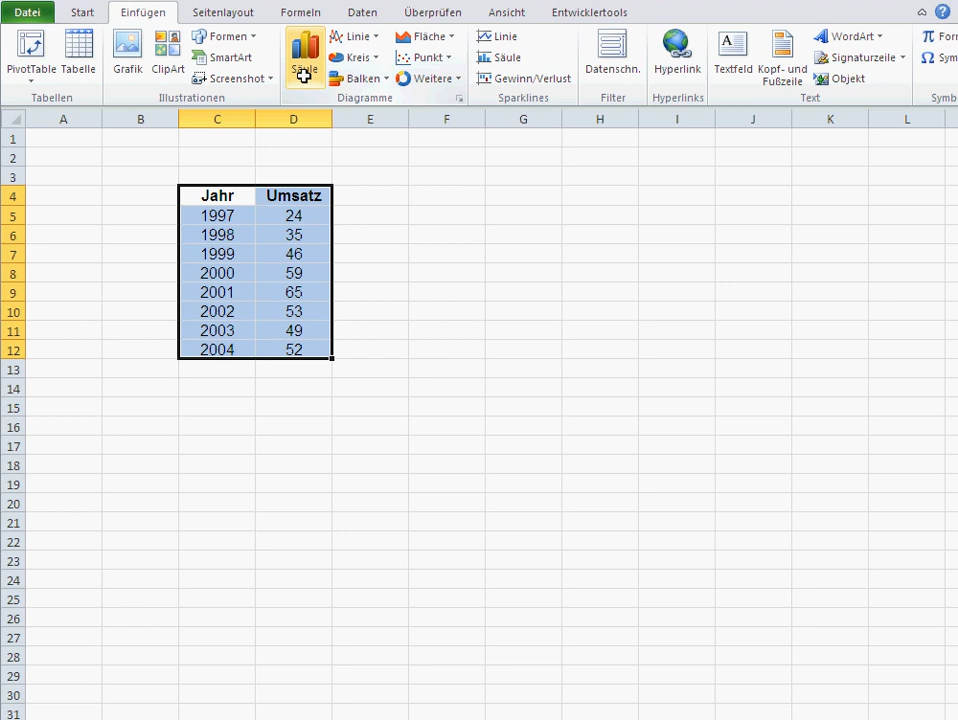 Datei Start Einfügen Seitenlayout Formeln Daten Überprüfen Ansicht Entwicklertools
PivotTable Tabelle
Tabellen
Grafik ClipArt Formen SmartArt Screenshot
Illustrationen
Säule Linie Kreis Balken Fläche Punkt Weitere
Diagramme
Linie Säule Gewinn/Verlust
Sparklines
Datenschn.
Filter
Hyperlink
Hyperlinks
Textfeld Kopf- und Fußzeile WordArt Signaturzeile Objekt
Text
π Ω
A B C D E F G H I J K L
1
2
3
4 Jahr Umsatz
5 1997 24
6 1998 35
7 1999 46
8 2000 59
9 2001 65
10 2002 53
11 2003 49
12 2004 52
13
14
15
16
17
18
19
20
21
22
23
24
25
26
27
28
29
30
31